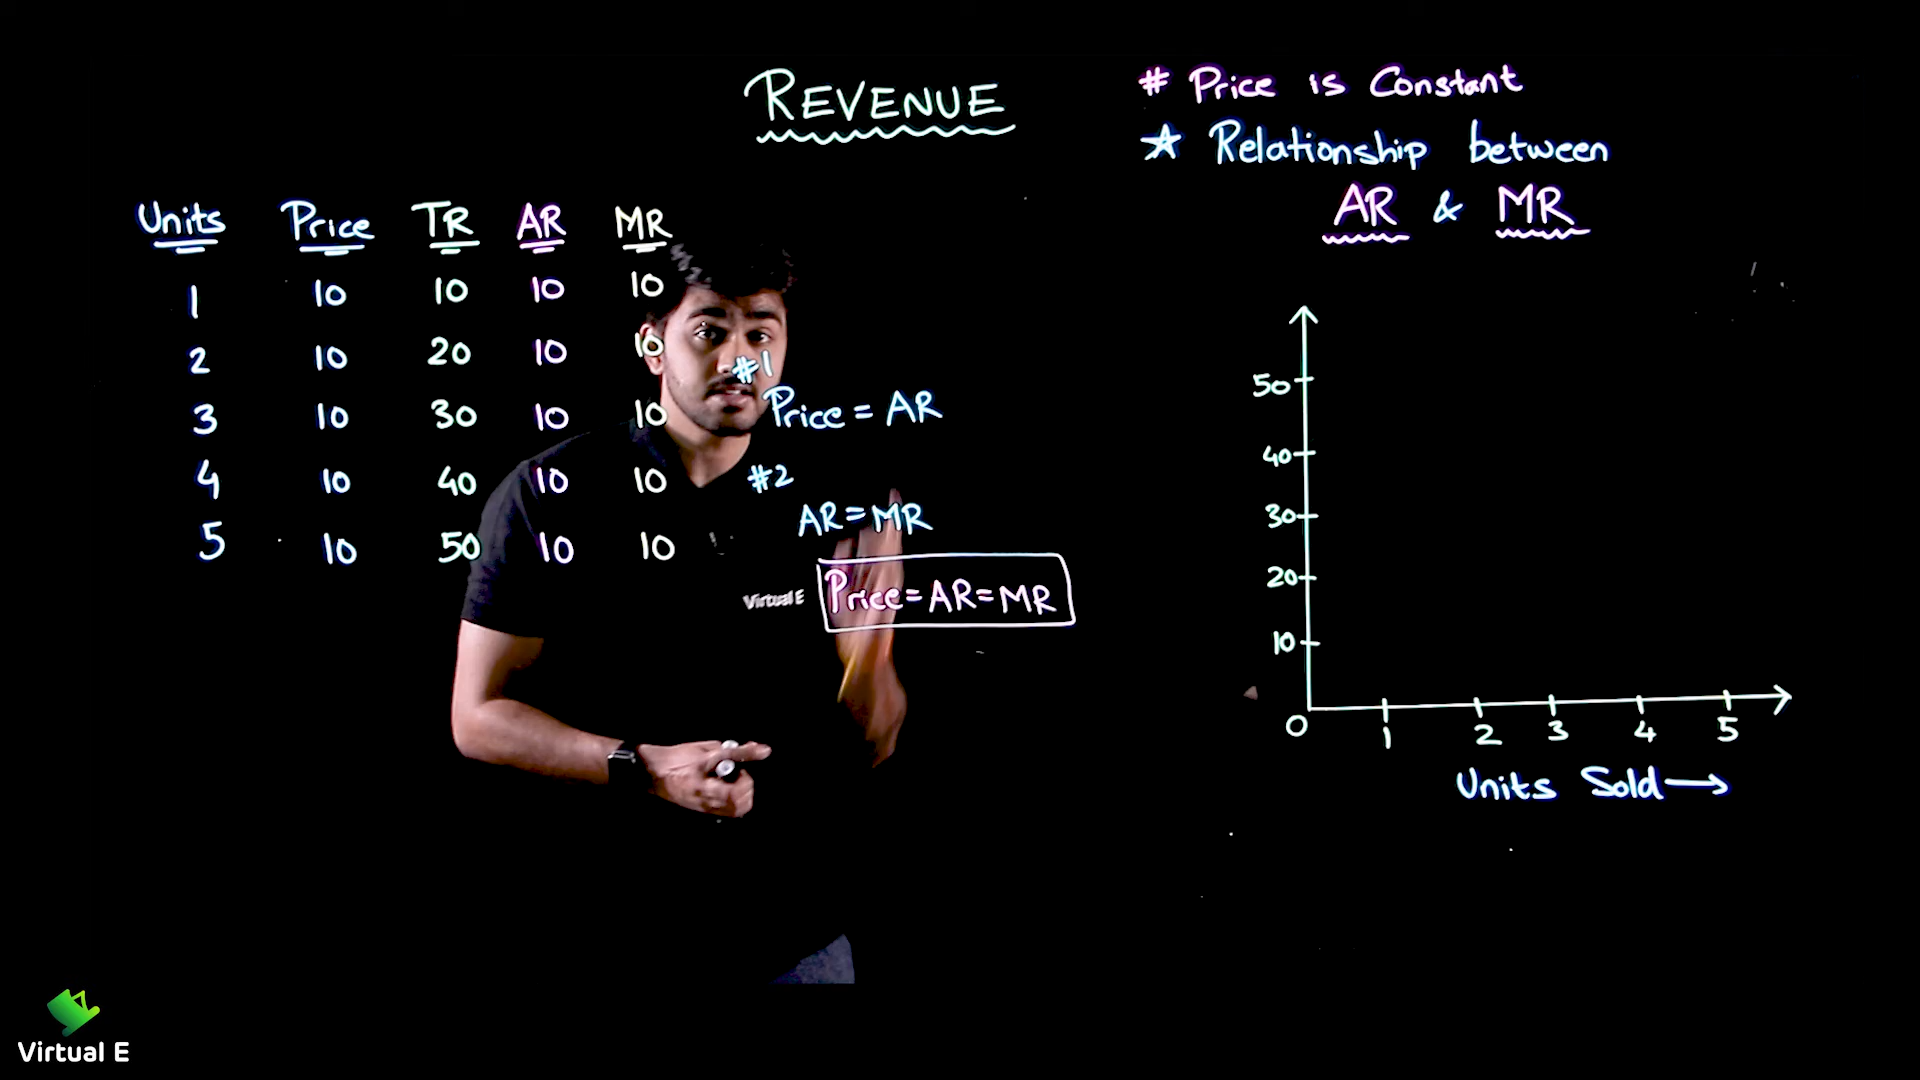 REVENUE
# Price is Constant
☆ Relationship between
AR & MR
Units Price TR AR MR
1 10 10 10 10
2 10 20 10 10
3 10 30 10 10
4 10 40 10 10
5 10 50 10 10
#1
Price = AR
#2
AR = MR
Price = AR = MR
Virtual E
50
40
30
20
10
0 1 2 3 4 5
Units Sold →
Virtual E